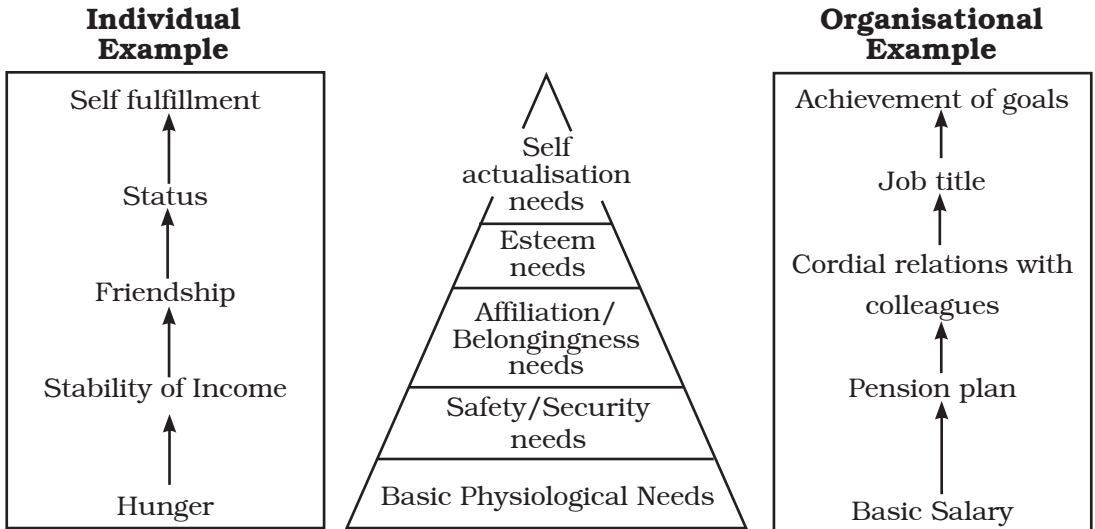 Individual
Example
Self fulfillment
Status
Friendship
Stability of Income
Hunger
Self
actualisation
needs
Esteem
needs
Affiliation/
Belongingness
needs
Safety/Security
needs
Basic Physiological Needs
Organisational
Example
Achievement of goals
Job title
Cordial relations with
colleagues
Pension plan
Basic Salary